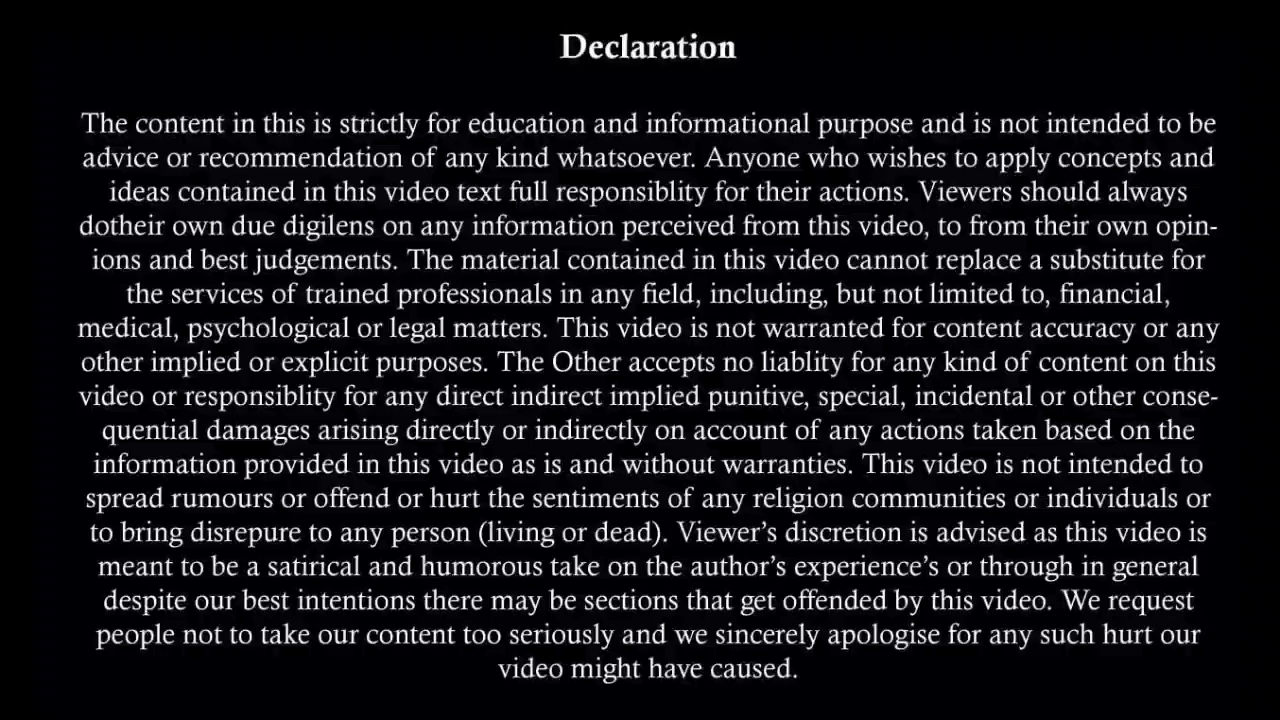 Declaration
The content in this is strictly for education and informational purpose and is not intended to be
advice or recommendation of any kind whatsoever. Anyone who wishes to apply concepts and
ideas contained in this video text full responsiblity for their actions. Viewers should always
dotheir own due digilens on any information perceived from this video, to from their own opin-
ions and best judgements. The material contained in this video cannot replace a substitute for
the services of trained professionals in any field, including, but not limited to, financial,
medical, psychological or legal matters. This video is not warranted for content accuracy or any
other implied or explicit purposes. The Other accepts no liablity for any kind of content on this
video or responsiblity for any direct indirect implied punitive, special, incidental or other conse-
quential damages arising directly or indirectly on account of any actions taken based on the
information provided in this video as is and without warranties. This video is not intended to
spread rumours or offend or hurt the sentiments of any religion communities or individuals or
to bring disrepure to any person (living or dead). Viewer’s discretion is advised as this video is
meant to be a satirical and humorous take on the author’s experience’s or through in general
despite our best intentions there may be sections that get offended by this video. We request
people not to take our content too seriously and we sincerely apologise for any such hurt our
video might have caused.